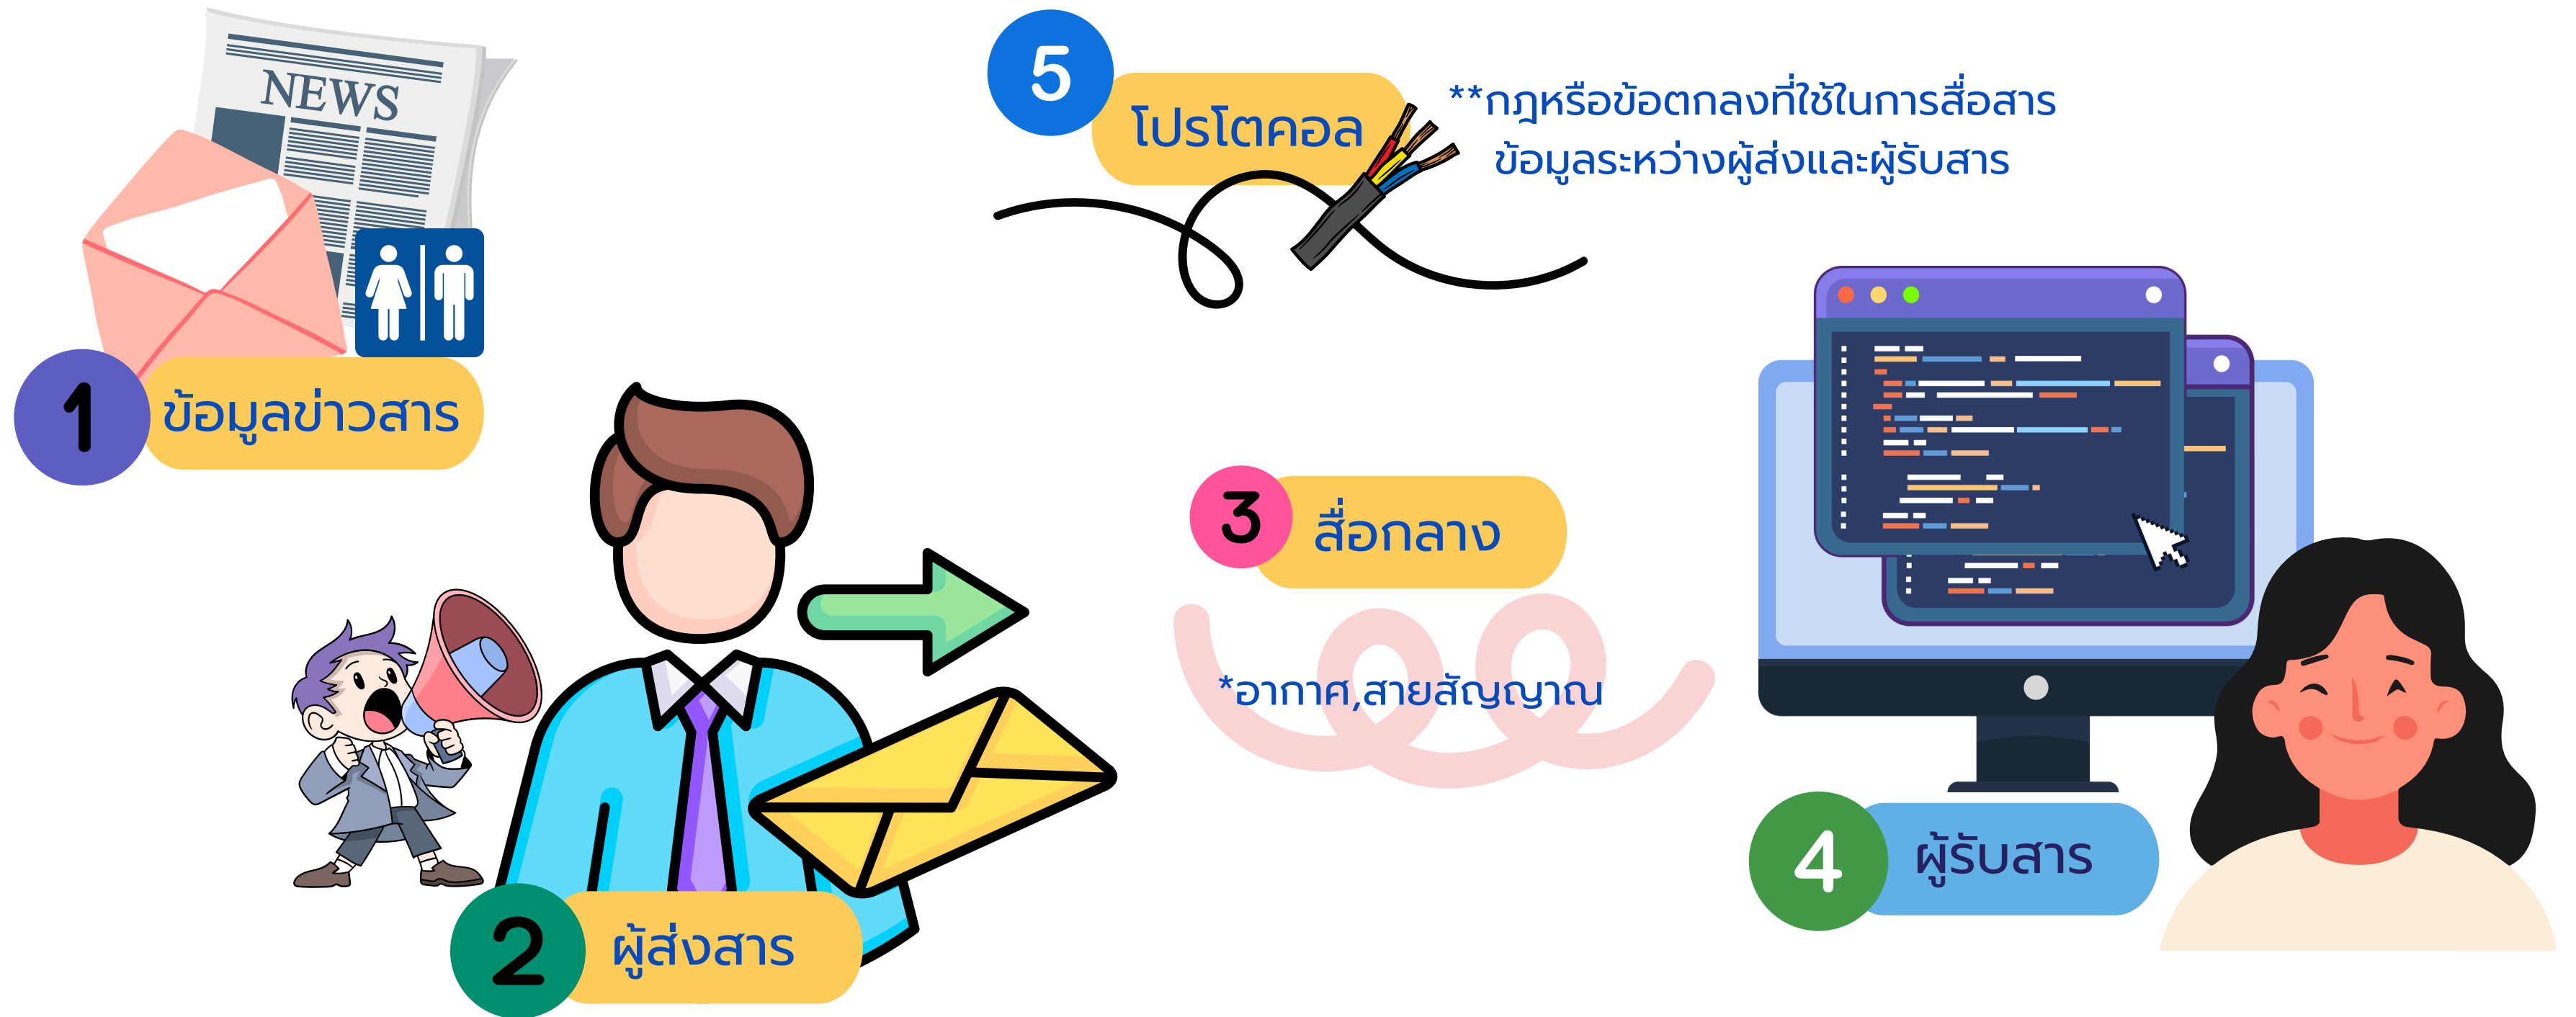 NEWS
1
ข้อมูลข่าวสาร
5
โปรโตคอล
**กฎหรือข้อตกลงที่ใช้ในการสื่อสาร
ข้อมูลระหว่างผู้ส่งและผู้รับสาร
3
สื่อกลาง
*อากาศ,สายสัญญาณ
2
ผู้ส่งสาร
4
ผู้รับสาร